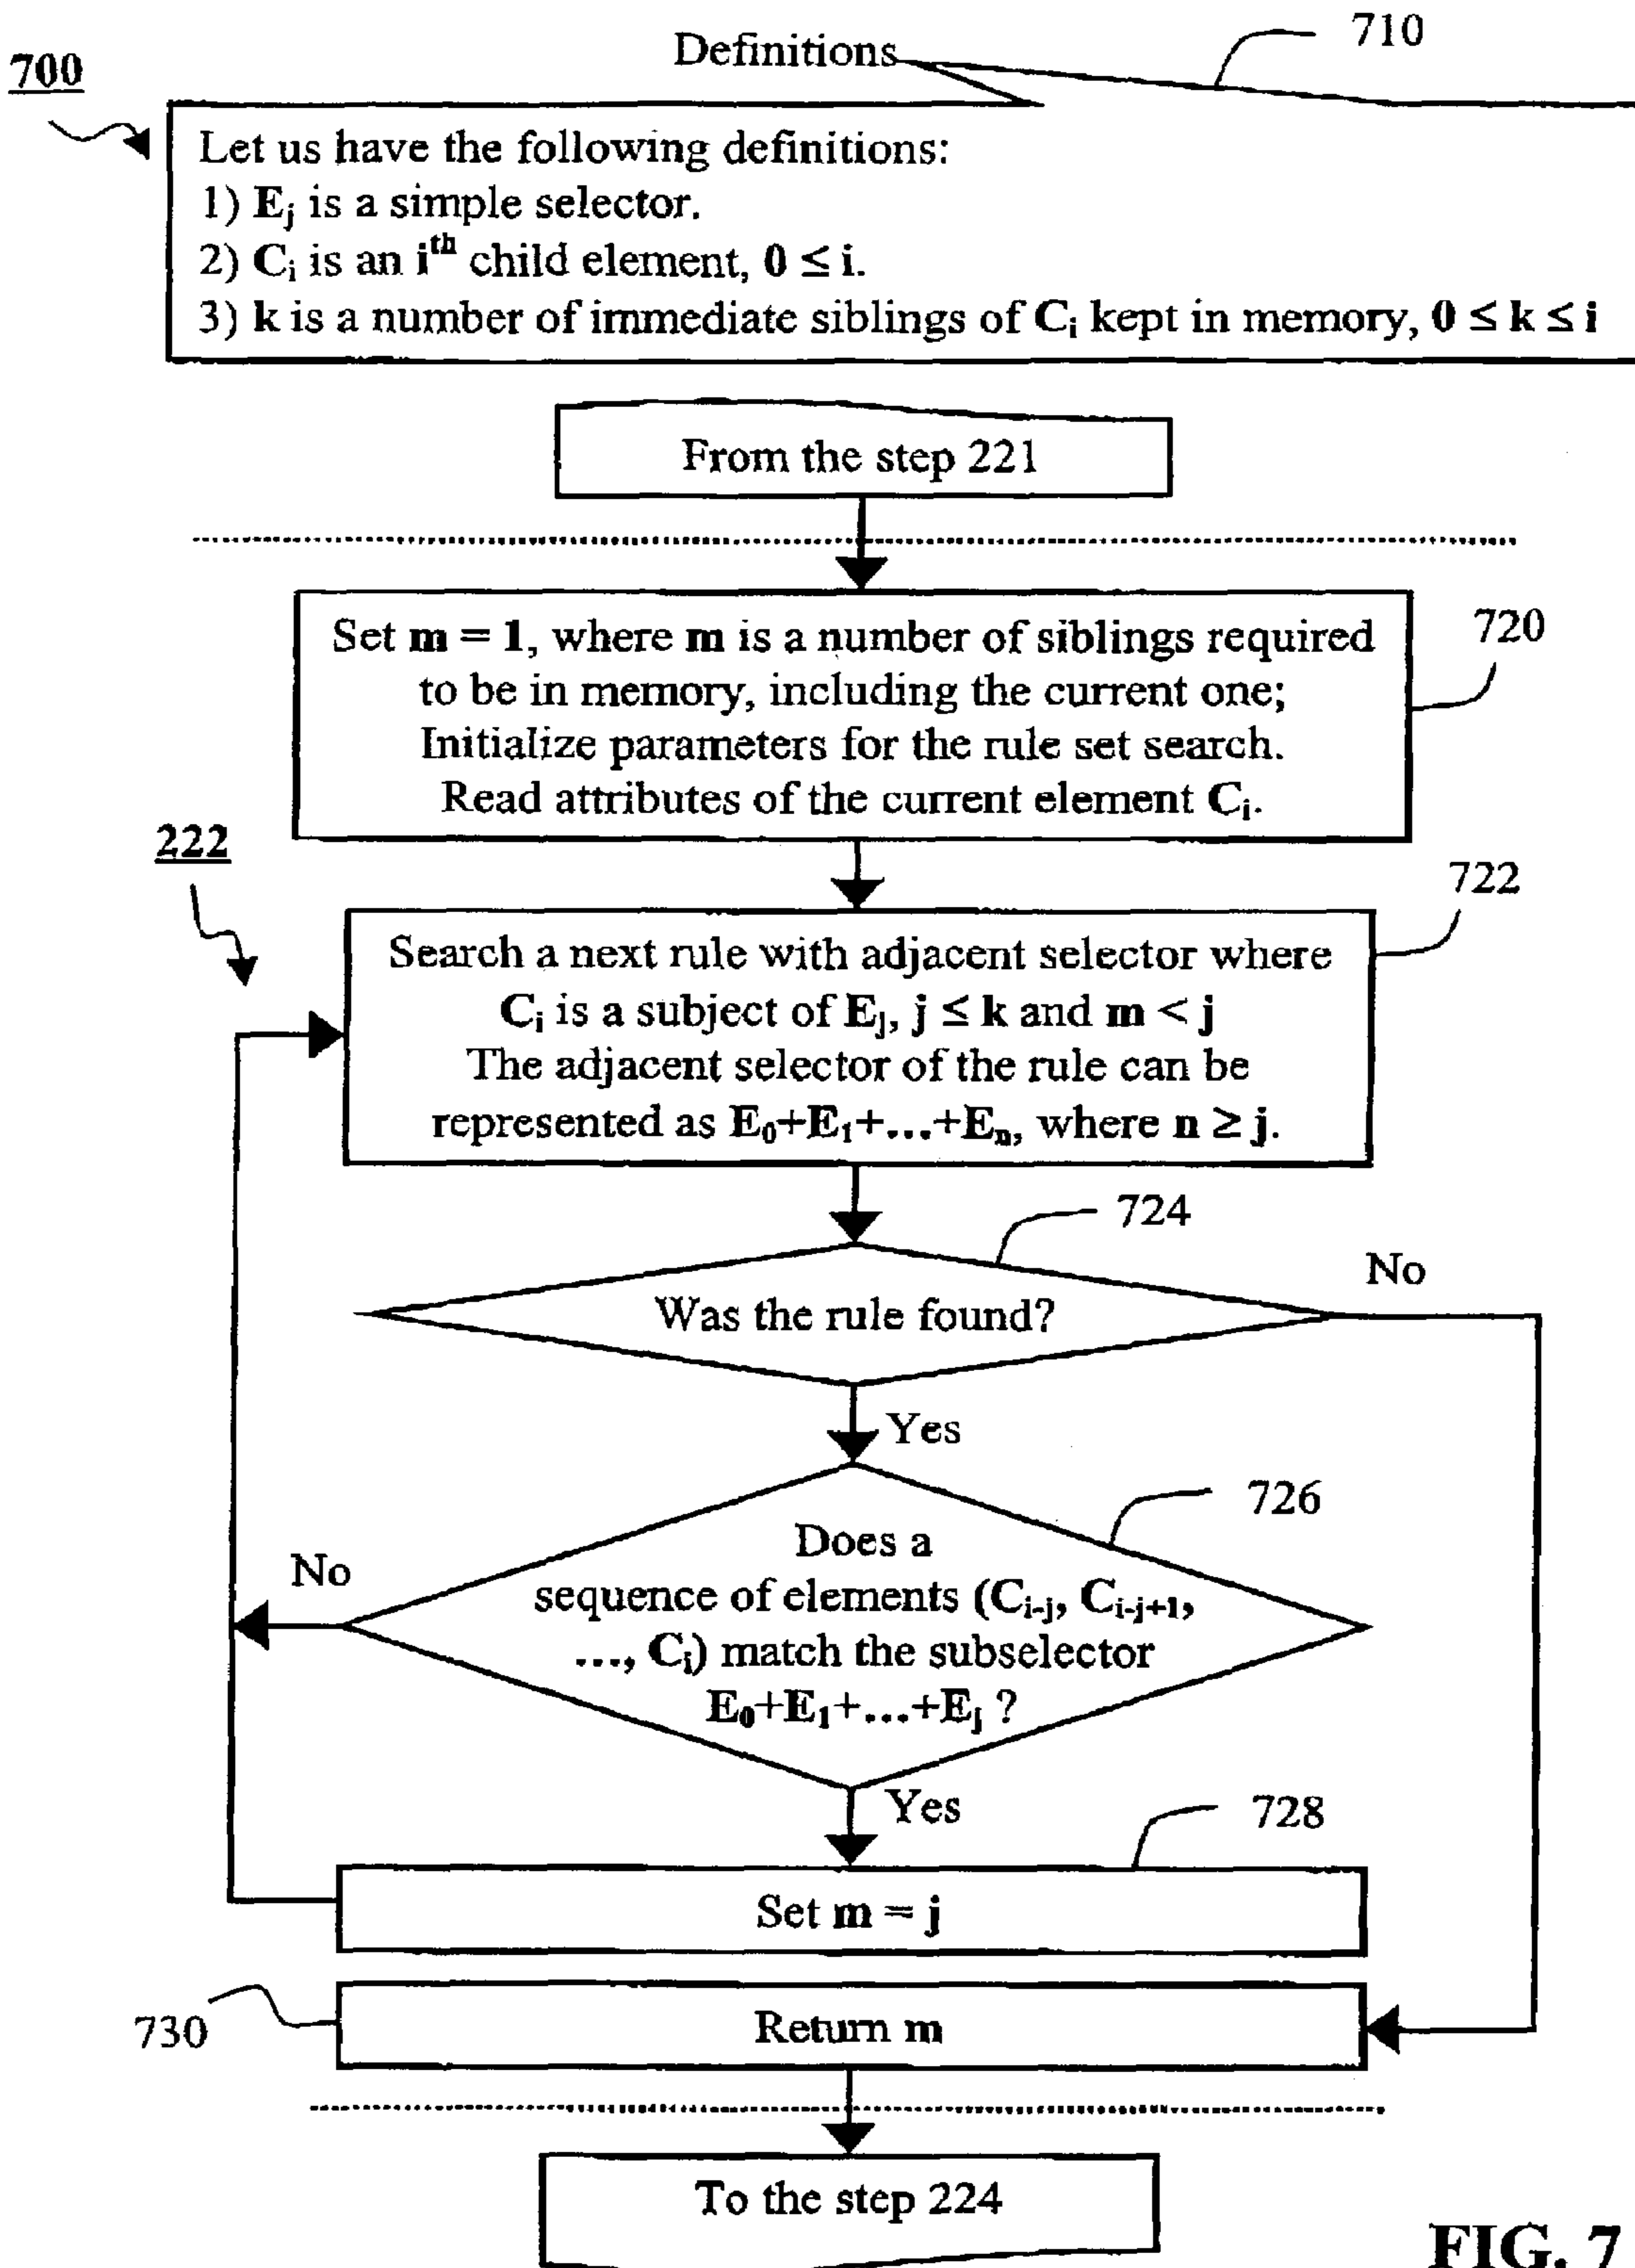 Definitions
710
700
Let us have the following definitions:
1) Eⱼ is a simple selector.
2) Cᵢ is an iᵗʰ child element, 0 ≤ i.
3) k is a number of immediate siblings of Cᵢ kept in memory, 0 ≤ k ≤ i
From the step 221
Set m = 1, where m is a number of siblings required
to be in memory, including the current one;
Initialize parameters for the rule set search.
Read attributes of the current element Cᵢ.
720
222
722
Search a next rule with adjacent selector where
Cᵢ is a subject of Eⱼ, j ≤ k and m < j
The adjacent selector of the rule can be
represented as E₀+E₁+...+Eₙ, where n ≥ j.
724
No
Was the rule found?
Yes
726
No
Does a
sequence of elements (Cᵢ₋ⱼ, Cᵢ₋ⱼ₊₁,
..., Cᵢ) match the subselector
E₀+E₁+...+Eⱼ ?
Yes
728
Set m = j
730
Return m
To the step 224
FIG. 7